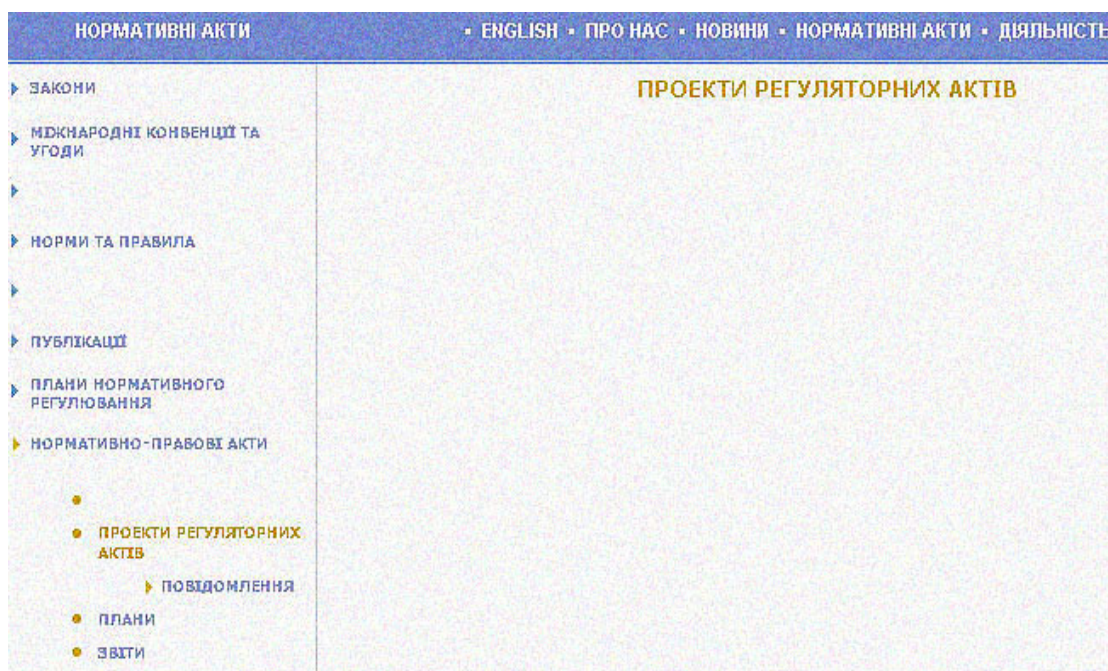 НОРМАТИВНІ АКТИ
▪ ENGLISH ▪ ПРО НАС ▪ НОВИНИ ▪ НОРМАТИВНІ АКТИ ▪ ДІЯЛЬНІСТЬ
ПРОЕКТИ РЕГУЛЯТОРНИХ АКТІВ
ЗАКОНИ
МІЖНАРОДНІ КОНВЕНЦІЇ ТА
УГОДИ
НОРМИ ТА ПРАВИЛА
ПУБЛІКАЦІЇ
ПЛАНИ НОРМАТИВНОГО
РЕГУЛЮВАННЯ
НОРМАТИВНО-ПРАВОВІ АКТИ
ПРОЕКТИ РЕГУЛЯТОРНИХ
АКТІВ
ПОВІДОМЛЕННЯ
ПЛАНИ
ЗВІТИ